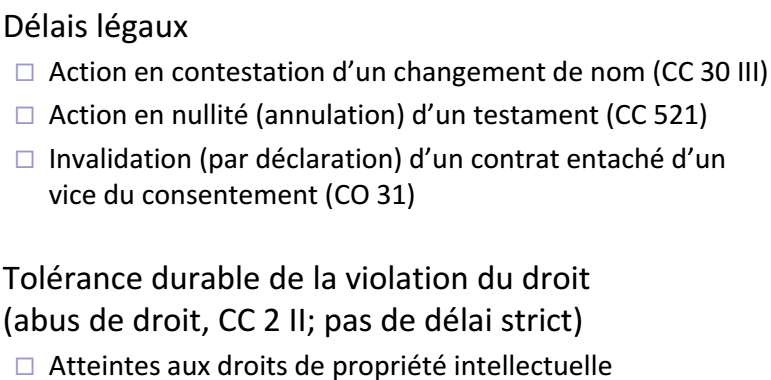 Délais légaux
Action en contestation d’un changement de nom (CC 30 III)
Action en nullité (annulation) d’un testament (CC 521)
Invalidation (par déclaration) d’un contrat entaché d’un
vice du consentement (CO 31)
Tolérance durable de la violation du droit
(abus de droit, CC 2 II; pas de délai strict)
Atteintes aux droits de propriété intellectuelle